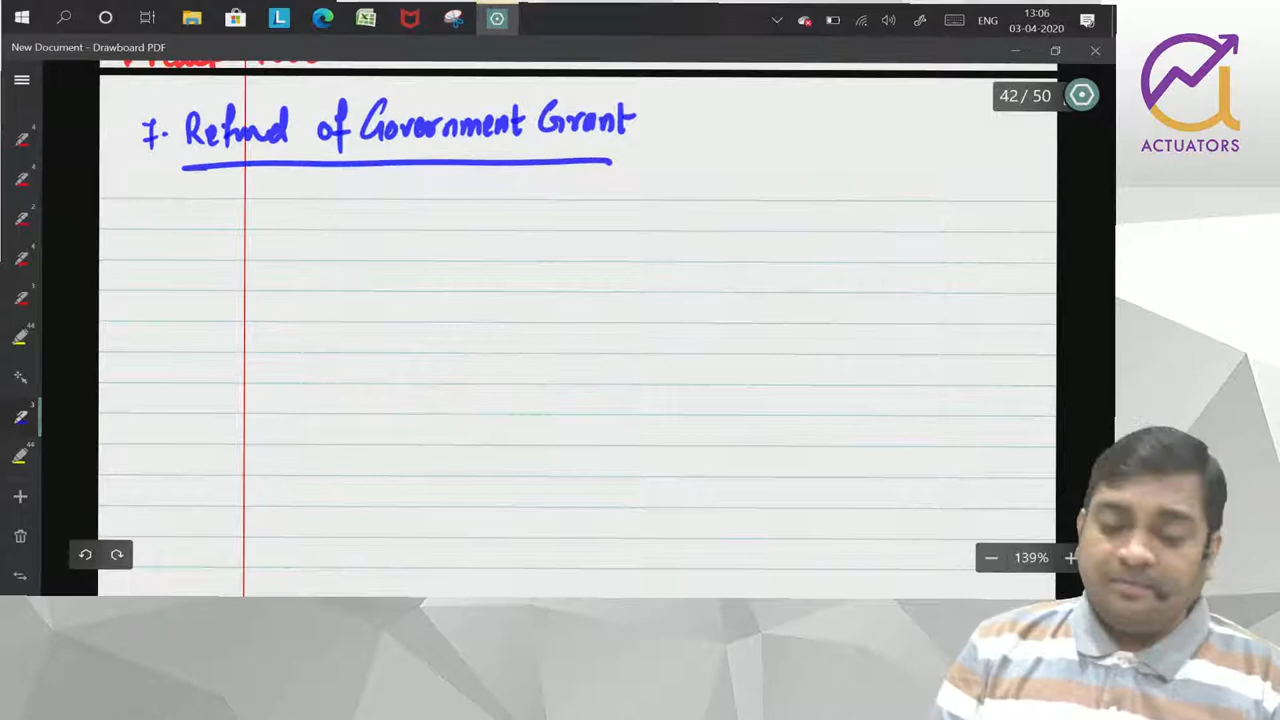 13:06
ENG
03-04-2020
New Document - Drawboard PDF
42 / 50
7. Refund of Government Grant
ACTUATORS
139%